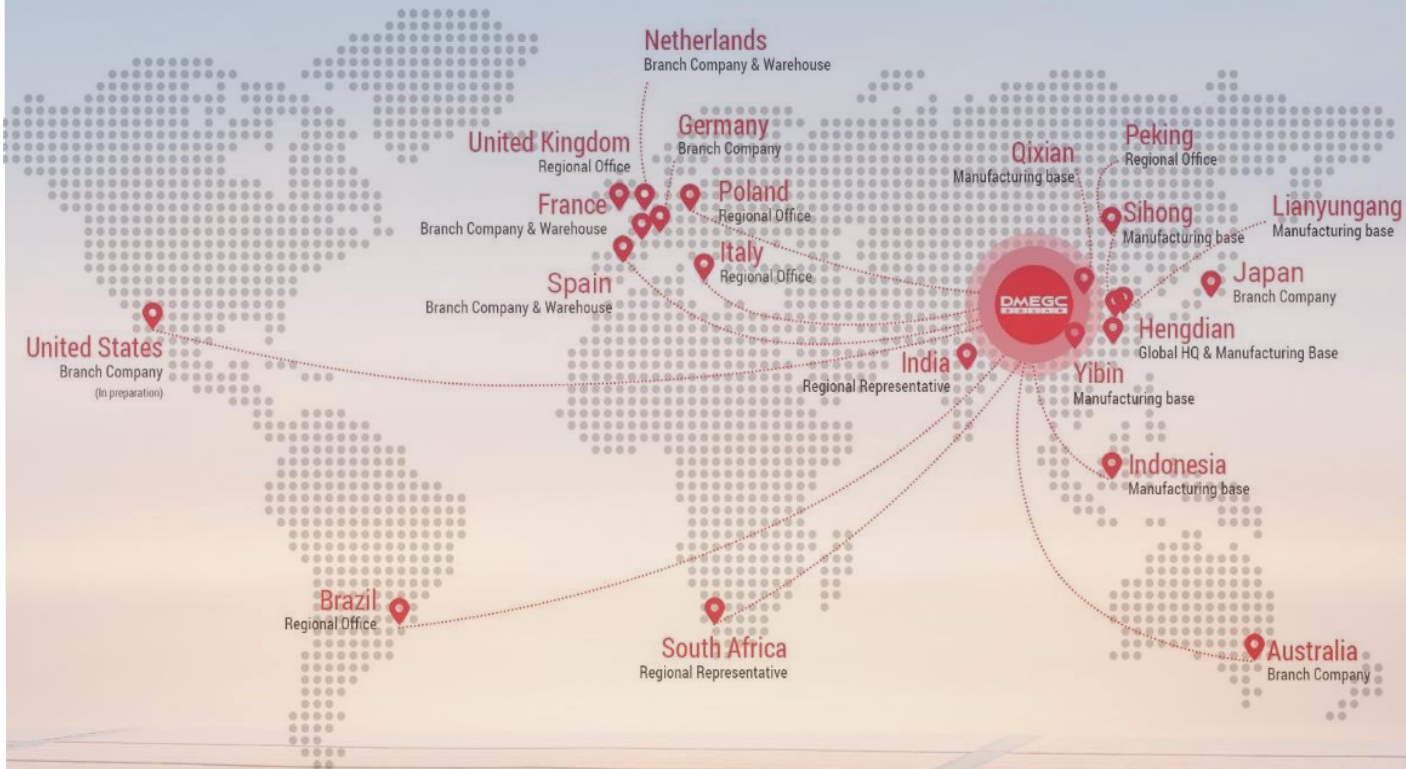 Netherlands
Branch Company & Warehouse
United Kingdom
Regional Office
Germany
Branch Company
France
Branch Company & Warehouse
Poland
Regional Office
Spain
Branch Company & Warehouse
Italy
Regional Office
Qixian
Manufacturing base
Peking
Regional Office
Sihong
Manufacturing base
Lianyungang
Manufacturing base
Japan
Branch Company
DMEGC
SOLAR
Hengdian
Global HQ & Manufacturing Base
United States
Branch Company
(In preparation)
India
Regional Representative
Yibin
Manufacturing base
Indonesia
Manufacturing base
Brazil
Regional Office
South Africa
Regional Representative
Australia
Branch Company